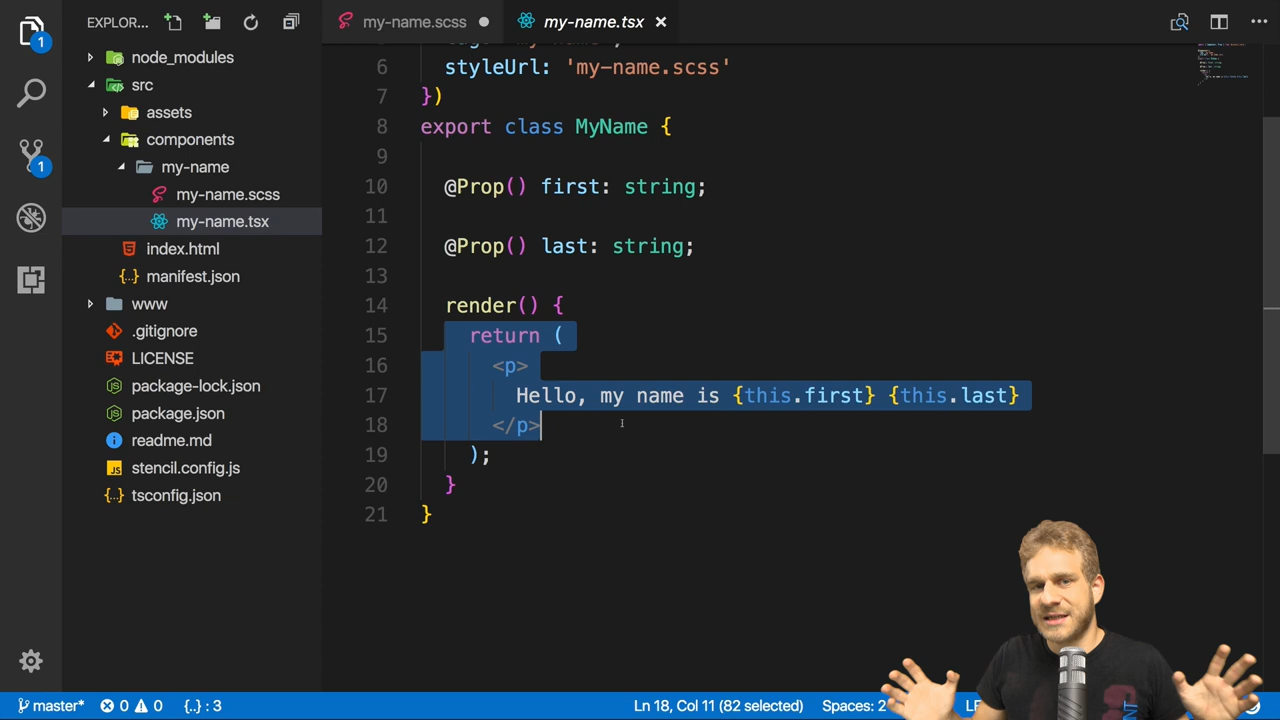 EXPLOR...
my-name.scss
my-name.tsx
1
node_modules
src
assets
components
my-name
my-name.scss
my-name.tsx
index.html
manifest.json
www
.gitignore
LICENSE
package-lock.json
package.json
readme.md
stencil.config.js
tsconfig.json
1
6 styleUrl: 'my-name.scss'
7 })
8 export class MyName {
9
10 @Prop() first: string;
11
12 @Prop() last: string;
13
14 render() {
15 return (
16 <p>
17 Hello, my name is {this.first} {this.last}
18 </p>
19 );
20 }
21 }
master* 0 0 {..} : 3 Ln 18, Col 11 (82 selected) Spaces: 2 LF